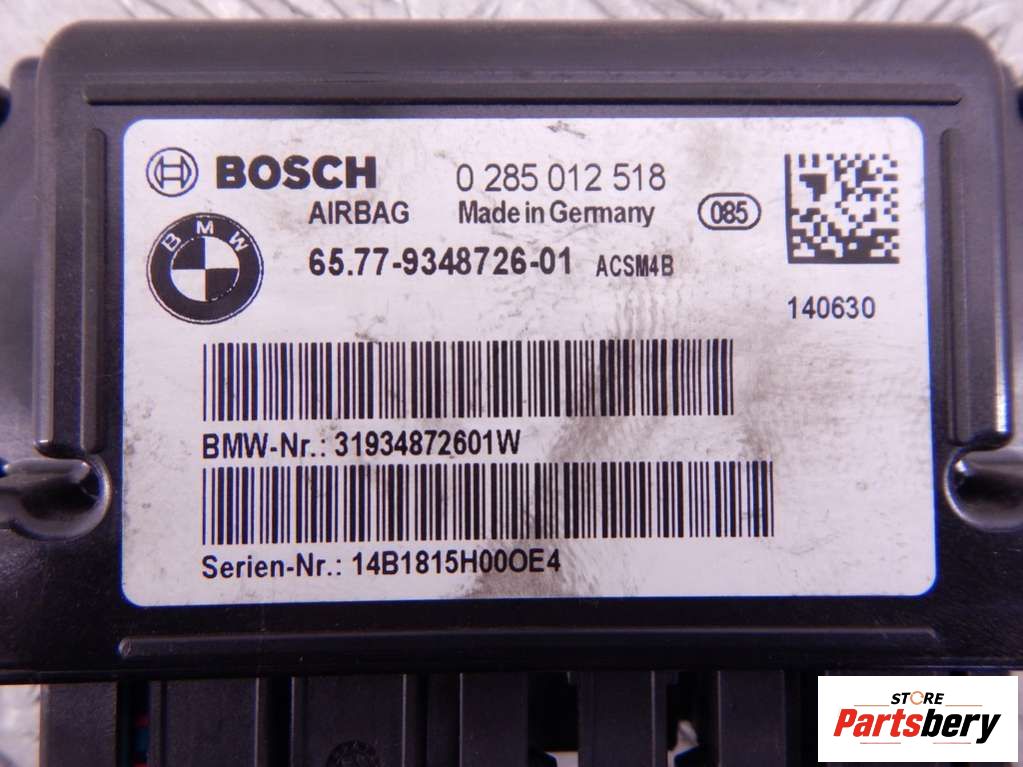 BOSCH 0 285 012 518
AIRBAG Made in Germany 085
BMW
65.77-9348726-01 ACSM4B
140630
BMW-Nr.: 31934872601W
Serien-Nr.: 14B1815H00OE4
STORE
Partsbery